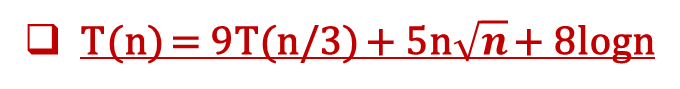 ❑ T(n) = 9T(n/3) + 5n√n + 8logn